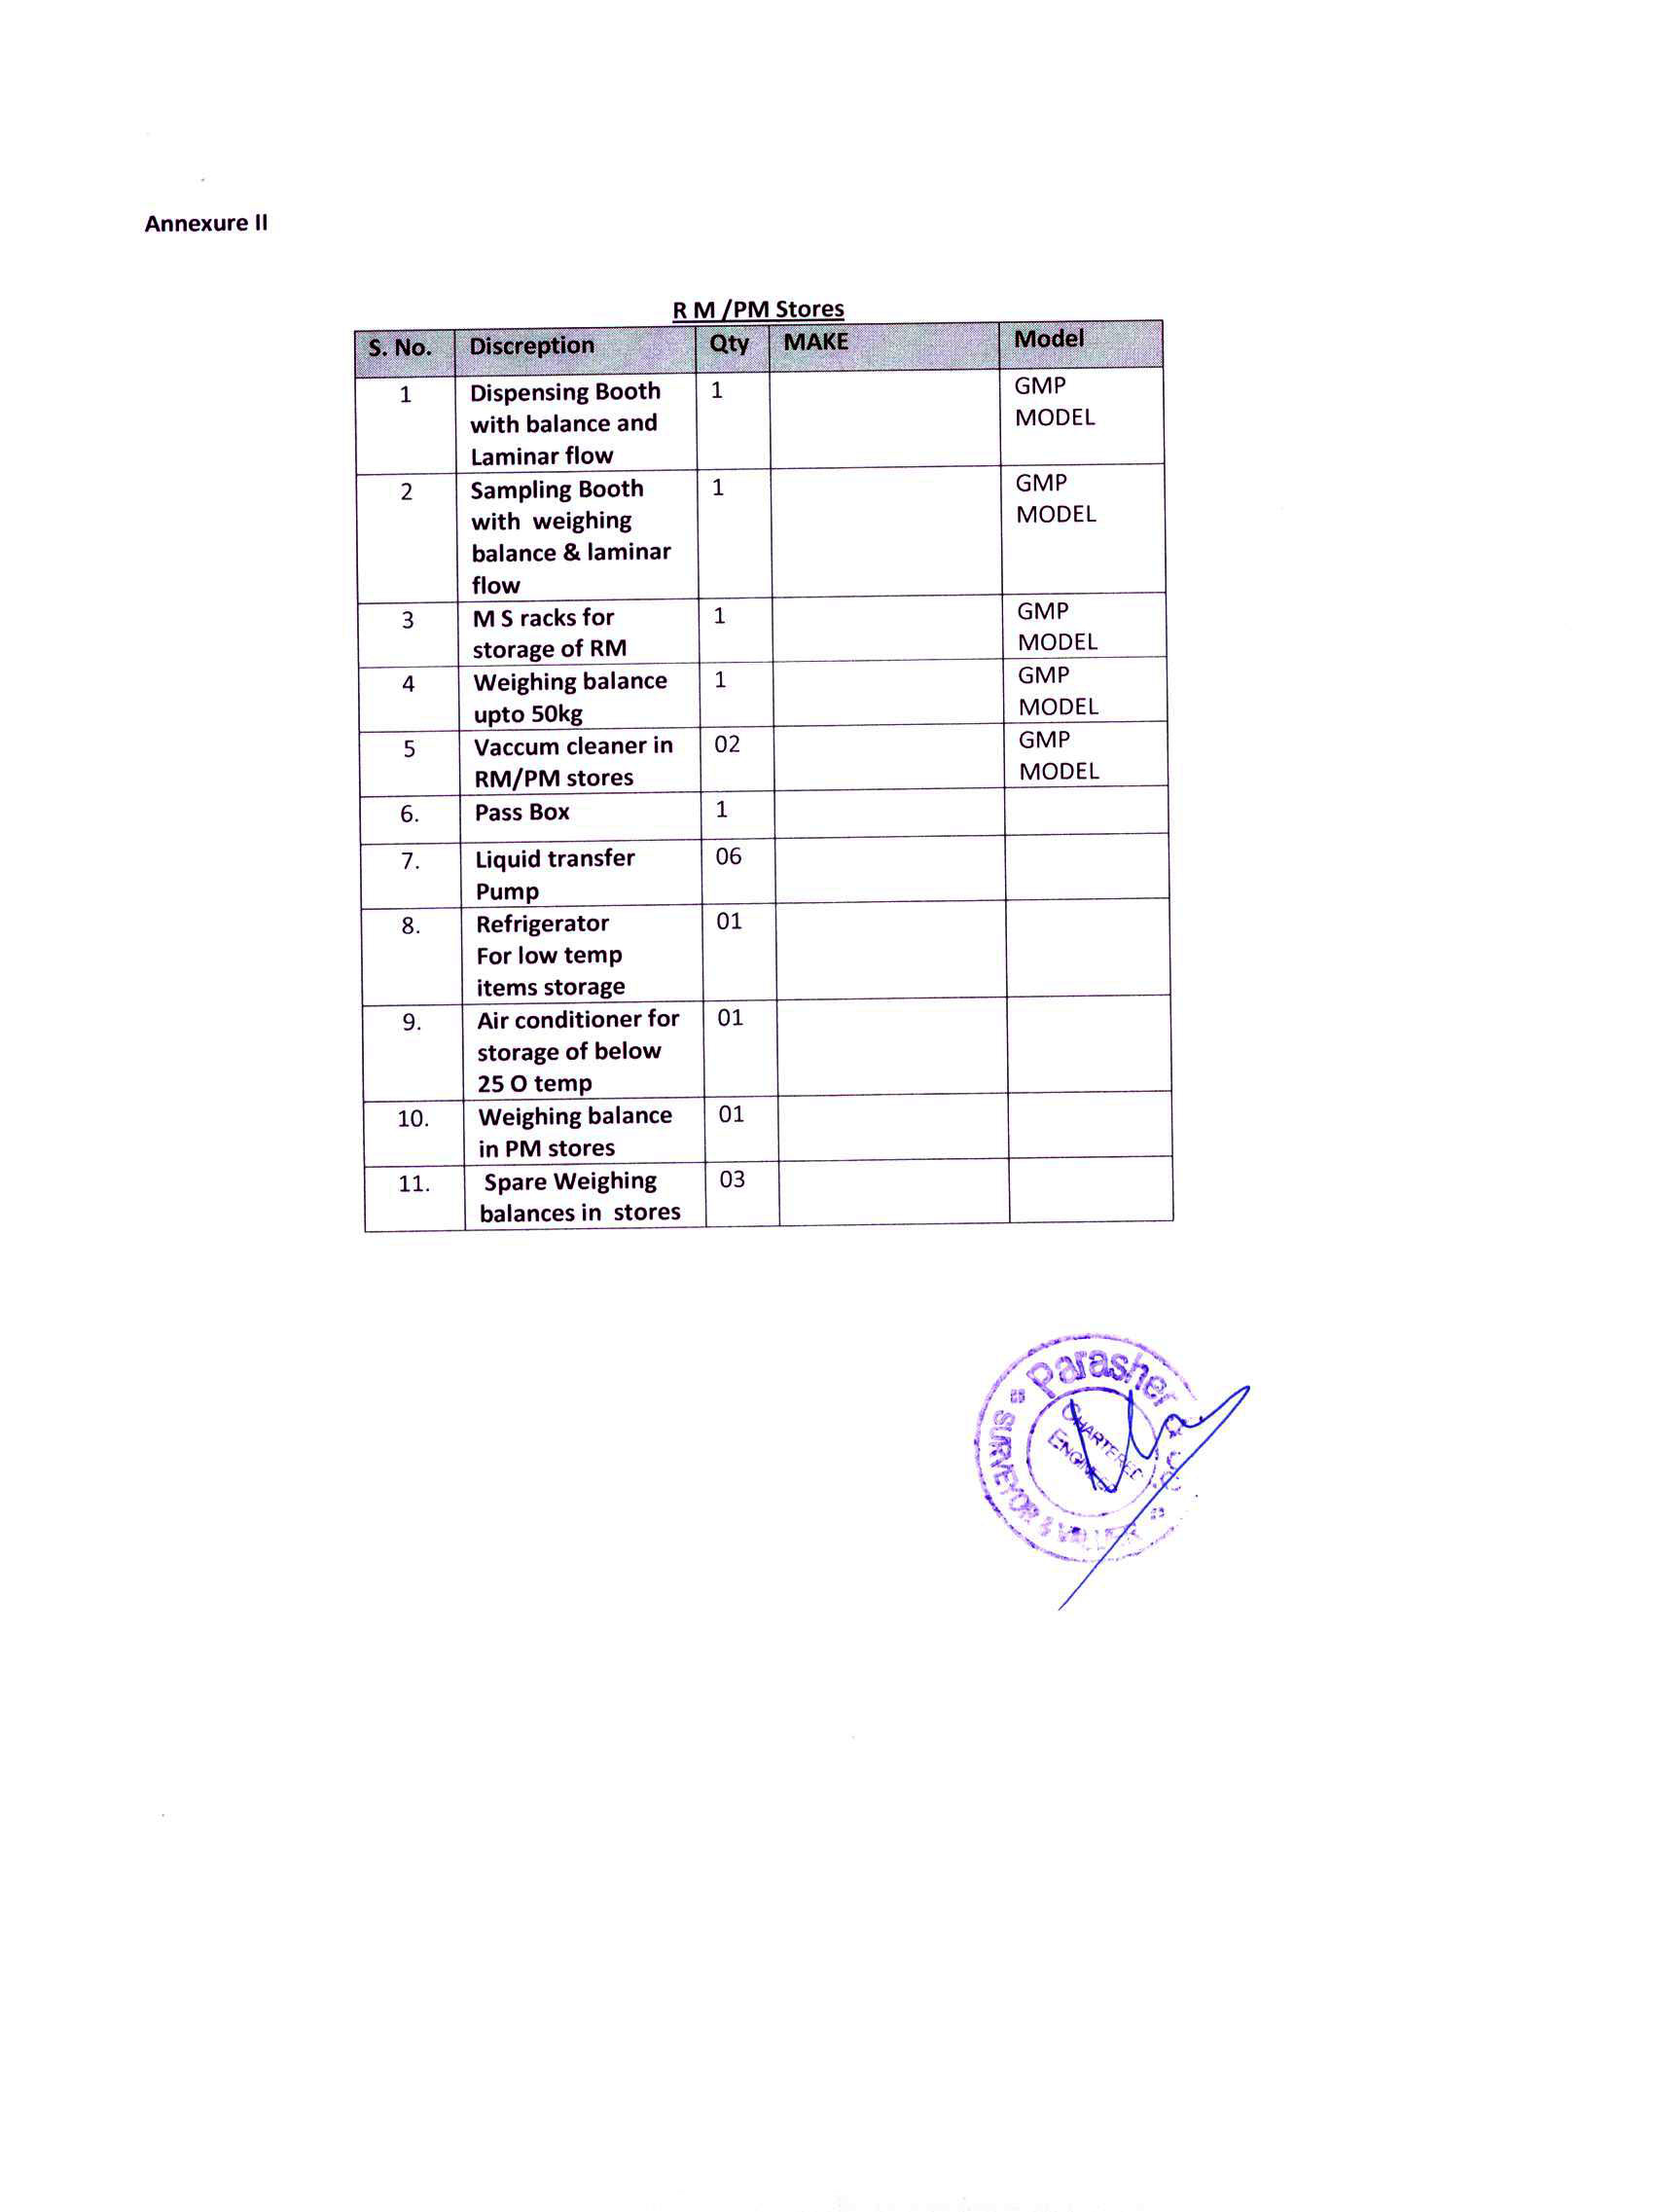 Annexure II
R M /PM Stores
S. No. Discreption Qty MAKE Model
1 Dispensing Booth 1 GMP
with balance and MODEL
Laminar flow
2 Sampling Booth 1 GMP
with weighing MODEL
balance & laminar
flow
3 M S racks for 1 GMP
storage of RM MODEL
4 Weighing balance 1 GMP
upto 50kg MODEL
5 Vaccum cleaner in 02 GMP
RM/PM stores MODEL
6. Pass Box 1
7. Liquid transfer 06
Pump
8. Refrigerator 01
For low temp
items storage
9. Air conditioner for 01
storage of below
25 O temp
10. Weighing balance 01
in PM stores
11. Spare Weighing 03
balances in stores
Parasher
CHARTERED